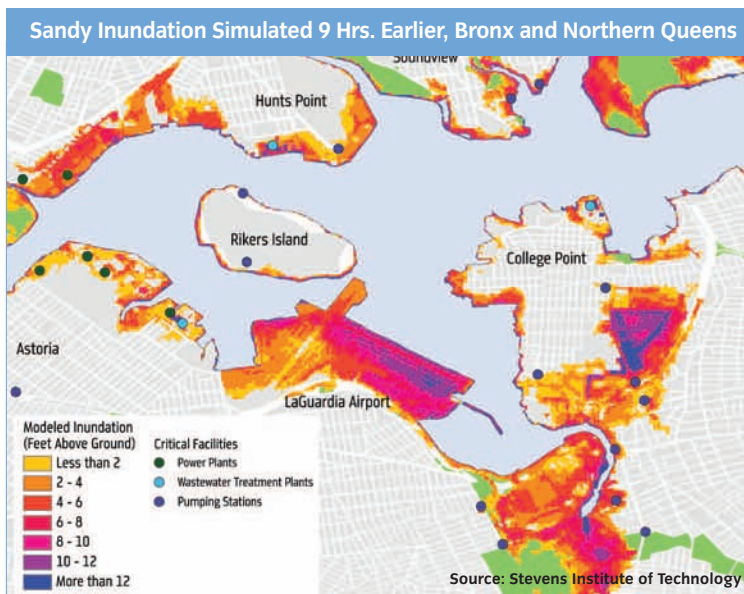 Sandy Inundation Simulated 9 Hrs. Earlier, Bronx and Northern Queens
Soundview
Hunts Point
Rikers Island
College Point
Astoria
LaGuardia Airport
Modeled Inundation
(Feet Above Ground)
Less than 2
2 - 4
4 - 6
6 - 8
8 - 10
10 - 12
More than 12
Critical Facilities
Power Plants
Wastewater Treatment Plants
Pumping Stations
Source: Stevens Institute of Technology